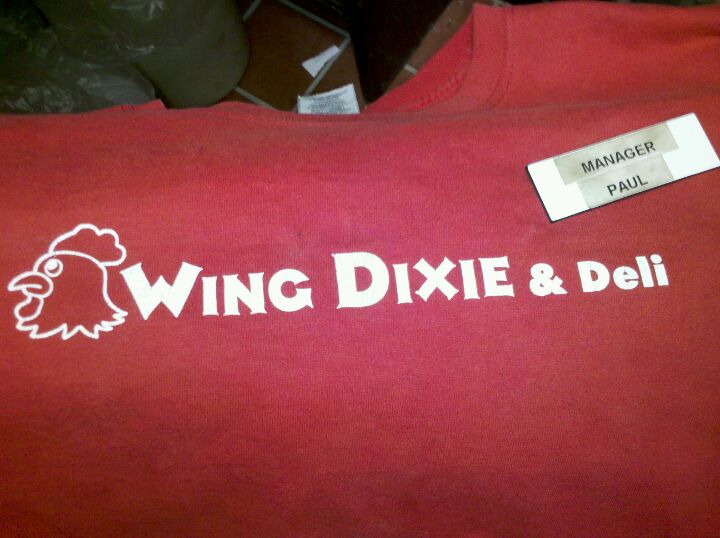 MANAGER
PAUL
WING DIXIE & Deli